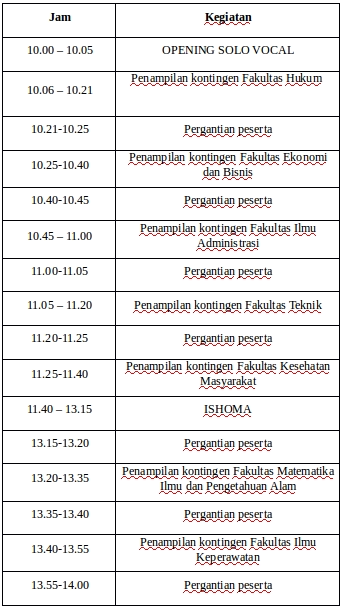 Jam Kegiatan
10.00 – 10.05 OPENING SOLO VOCAL
10.06 – 10.21 Penampilan kontingen Fakultas Hukum
10.21-10.25 Pergantian peserta
10.25-10.40 Penampilan kontingen Fakultas Ekonomi
dan Bisnis
10.40-10.45 Pergantian peserta
10.45 – 11.00 Penampilan kontingen Fakultas Ilmu
Administrasi
11.00-11.05 Pergantian peserta
11.05 – 11.20 Penampilan kontingen Fakultas Teknik
11.20-11.25 Pergantian peserta
11.25-11.40 Penampilan kontingen Fakultas Kesehatan
Masyarakat
11.40 – 13.15 ISHOMA
13.15-13.20 Pergantian peserta
13.20-13.35 Penampilan kontingen Fakultas Matematika
Ilmu dan Pengetahuan Alam
13.35-13.40 Pergantian peserta
13.40-13.55 Penampilan kontingen Fakultas Ilmu
Keperawatan
13.55-14.00 Pergantian peserta